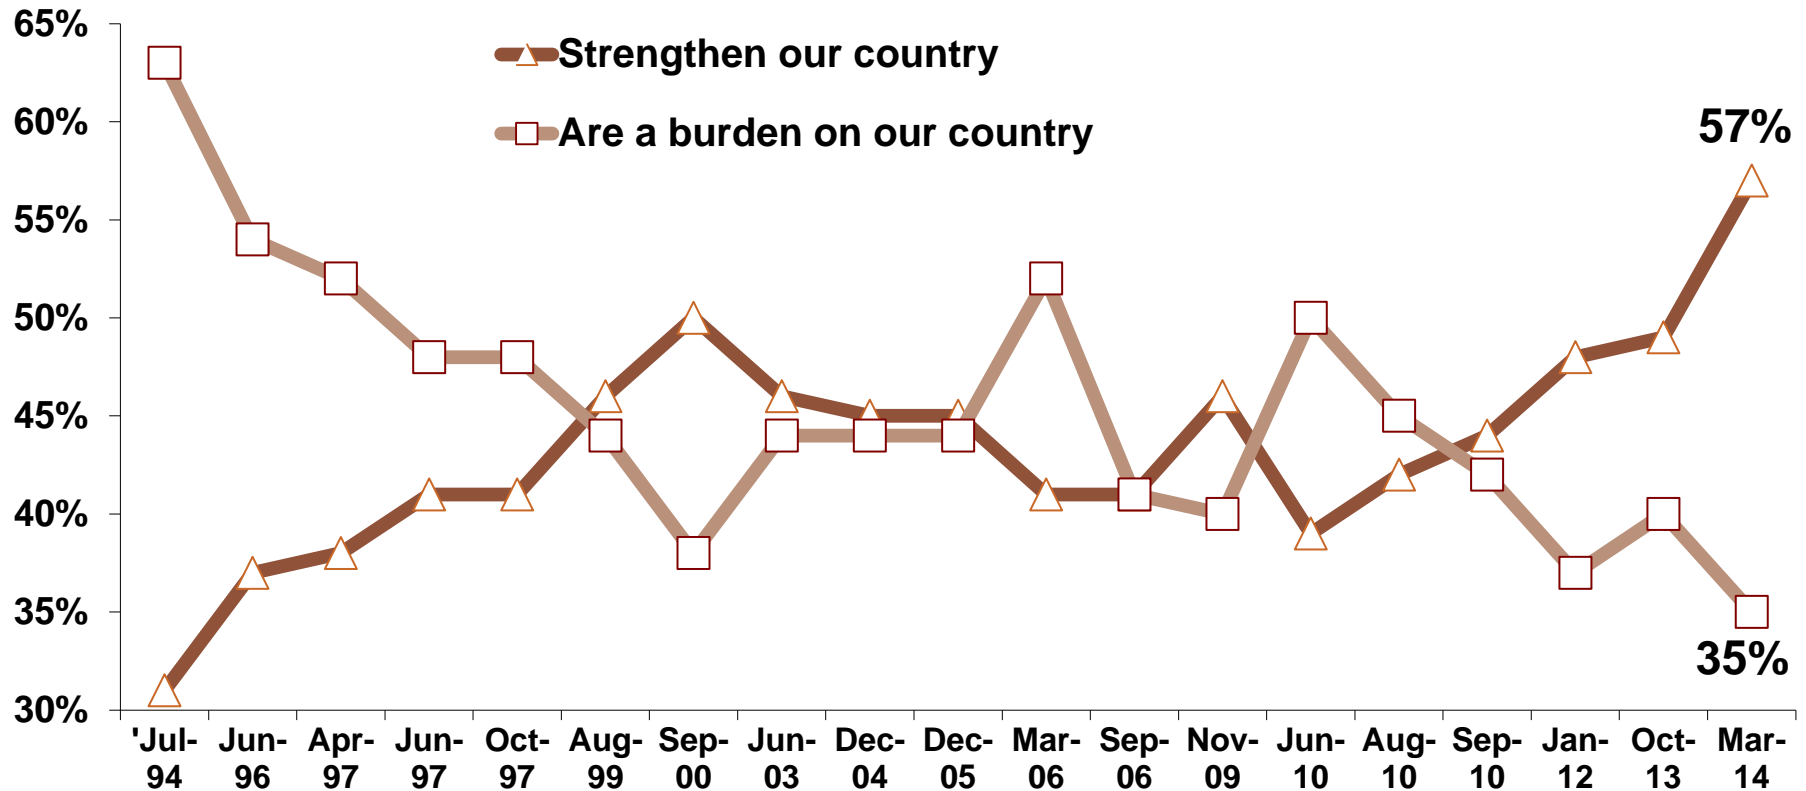 65%
60%
55%
50%
45%
40%
35%
30%
Strengthen our country
Are a burden on our country
57%
35%
'Jul- Jun- Apr- Jun- Oct- Aug- Sep- Jun- Dec- Dec- Mar- Sep- Nov- Jun- Aug- Sep- Jan- Oct- Mar-
94 96 97 97 97 99 00 03 04 05 06 06 09 10 10 10 12 13 14